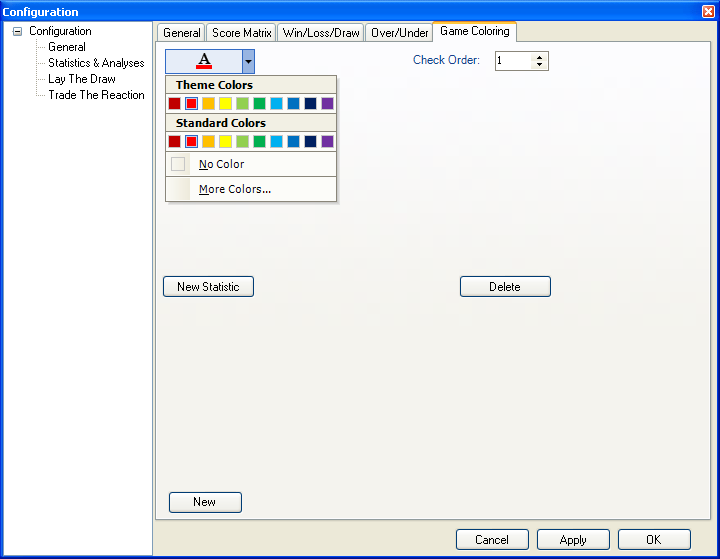 Configuration
Configuration
General
Statistics & Analyses
Lay The Draw
Trade The Reaction
General
Score Matrix
Win/Loss/Draw
Over/Under
Game Coloring
A
Check Order:
1
Theme Colors
Standard Colors
No Color
More Colors...
New Statistic
Delete
New
Cancel
Apply
OK